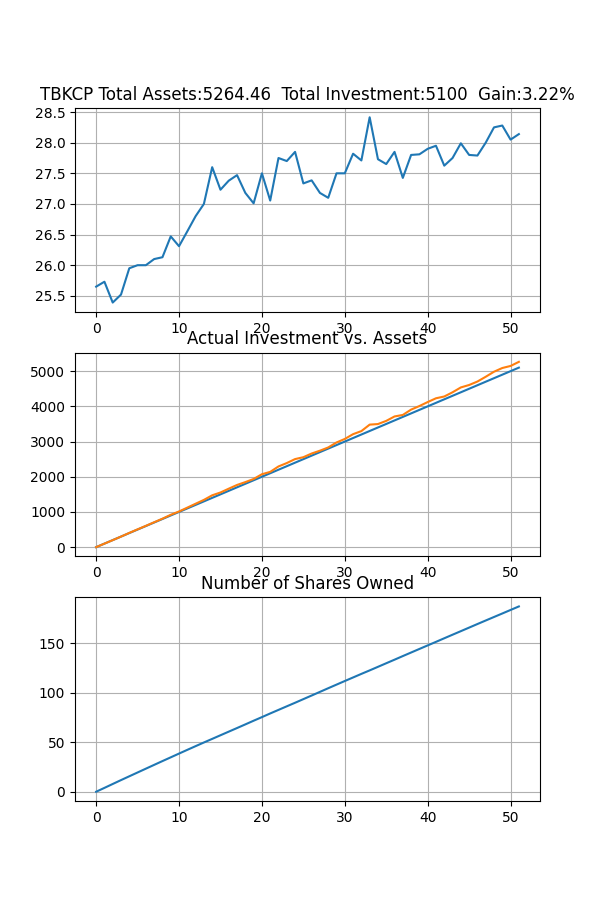 TBKCP Total Assets:5264.46  Total Investment:5100  Gain:3.22%
28.5
28.0
27.5
27.0
26.5
26.0
25.5
0 10 20 30 40 50
Actual Investment vs. Assets
5000
4000
3000
2000
1000
0
0 10 20 30 40 50
Number of Shares Owned
150
100
50
0
0 10 20 30 40 50